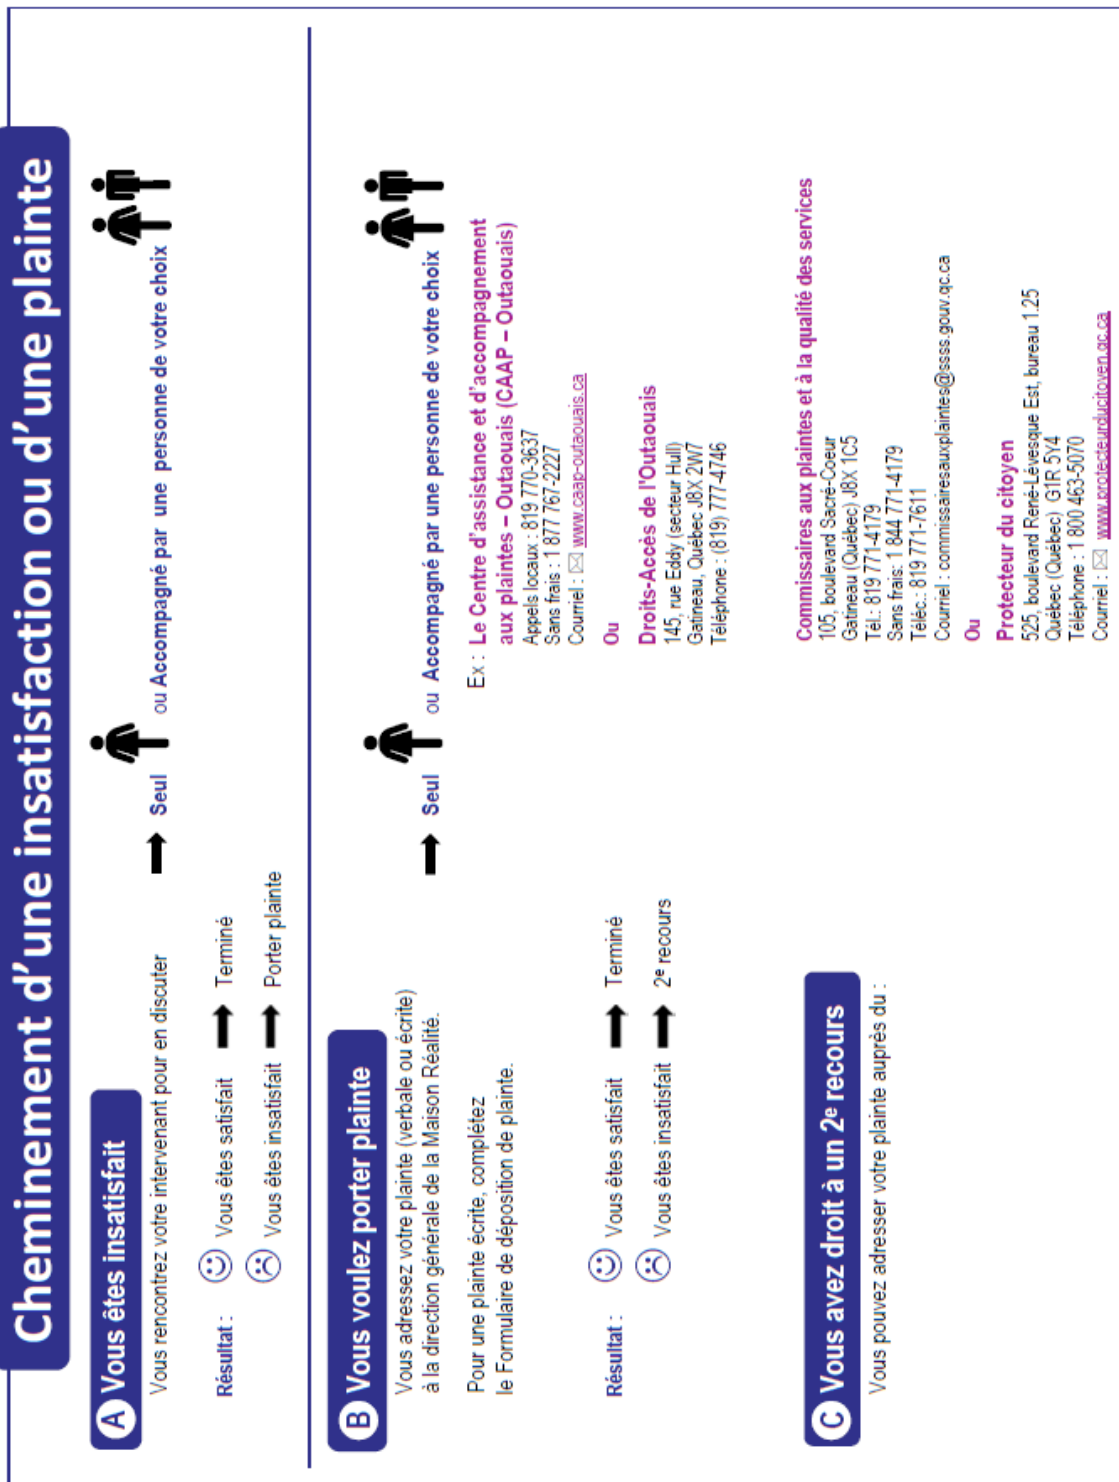 Cheminement d'une insatisfaction ou d'une plainte
A Vous êtes insatisfait
Vous rencontrez votre intervenant pour en discuter
Seul ou Accompagné par une personne de votre choix
Résultat : Vous êtes satisfait Terminé
Vous êtes insatisfait Porter plainte
B Vous voulez porter plainte
Vous adressez votre plainte (verbale ou écrite)
à la direction générale de la Maison Réalité.
Seul ou Accompagné par une personne de votre choix
Pour une plainte écrite, complétez
le Formulaire de déposition de plainte.
Ex : Le Centre d'assistance et d'accompagnement
aux plaintes – Outaouais (CAAP – Outaouais)
Appels locaux : 819 770-3637
Sans frais : 1 877 767-2227
Courriel : www.caap-outaouais.ca
Ou
Droits-Accès de l'Outaouais
145, rue Eddy (secteur Hull)
Gatineau, Québec J8X 2W7
Téléphone : (819) 777-4746
Résultat : Vous êtes satisfait Terminé
Vous êtes insatisfait 2e recours
C Vous avez droit à un 2e recours
Vous pouvez adresser votre plainte auprès du :
Commissaires aux plaintes et à la qualité des services
105, boulevard Sacré-Coeur
Gatineau (Québec) J8X 1C5
Tél.: 819 771-4179
Sans frais: 1 844 771-4179
Téléc.: 819 771-7611
Courriel : commissairesauxplaintes@ssss.gouv.qc.ca
Ou
Protecteur du citoyen
525, boulevard René-Lévesque Est, bureau 1.25
Québec (Québec) G1R 5Y4
Téléphone : 1 800 463-5070
Courriel : www.protecteurducitoyen.qc.ca